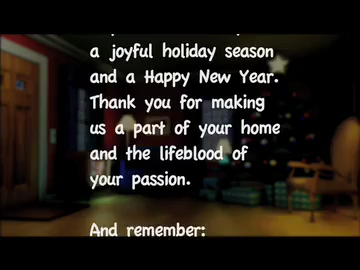 a joyful holiday season
and a Happy New Year.
Thank you for making
us a part of your home
and the lifeblood of
your passion.
And remember: